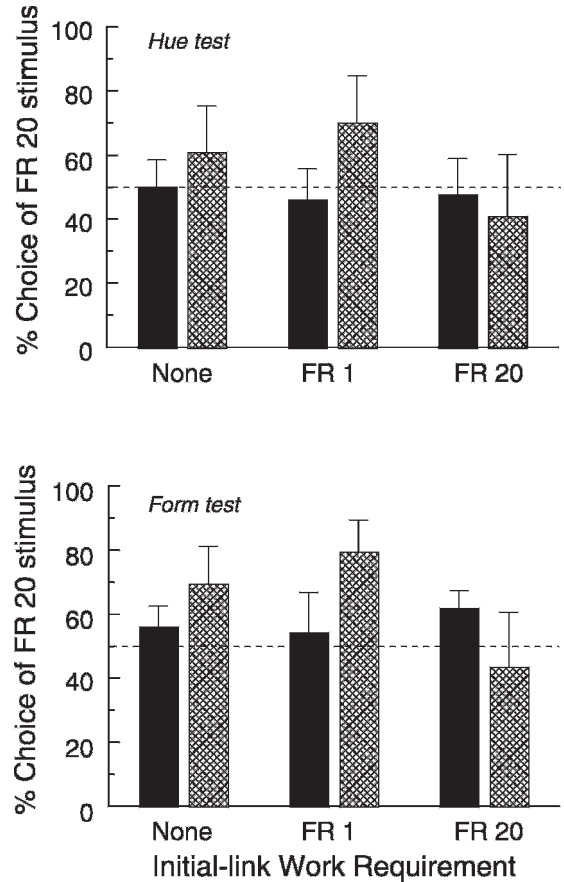 % Choice of FR 20 stimulus
Hue test
100
80
60
40
20
0
None FR 1 FR 20
% Choice of FR 20 stimulus
Form test
100
80
60
40
20
0
None FR 1 FR 20
Initial-link Work Requirement